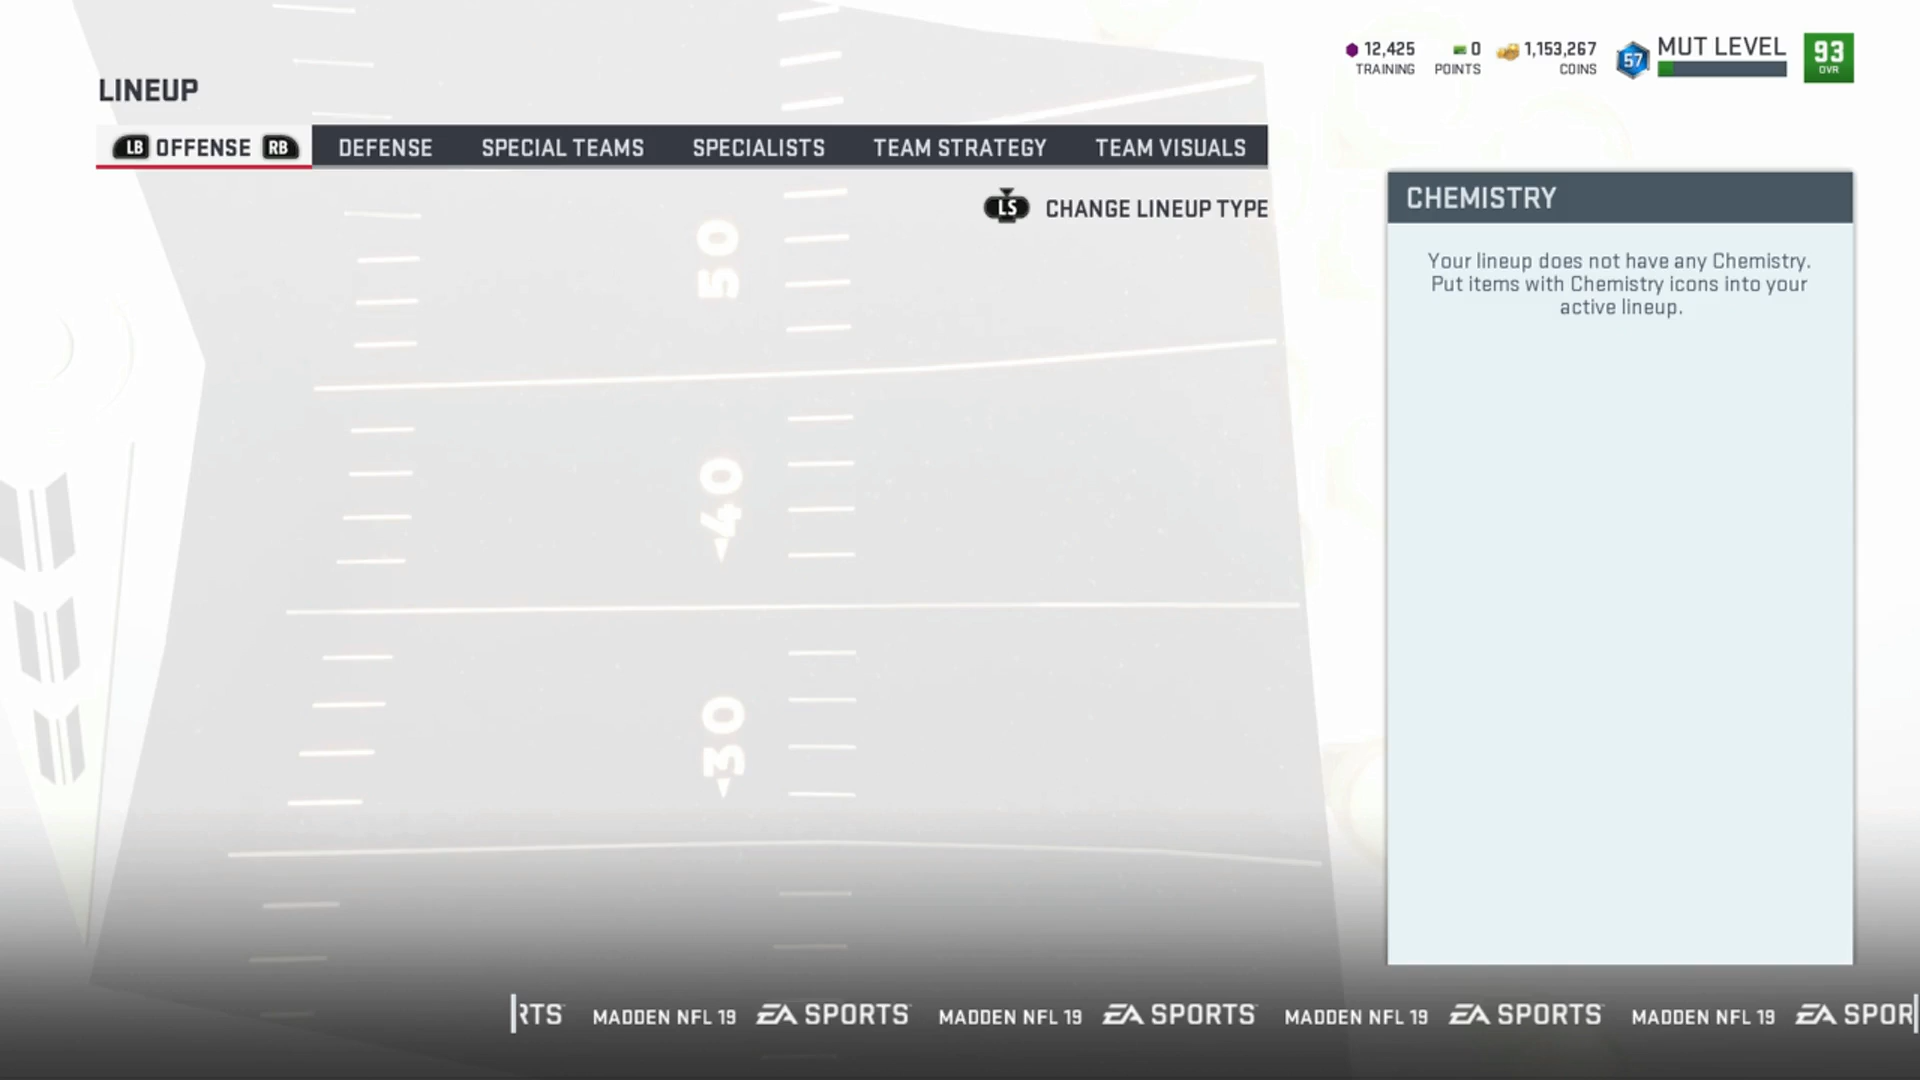 12,425 TRAINING
0 POINTS
1,153,267 COINS
57
MUT LEVEL
93 OVR
LINEUP
LB OFFENSE RB
DEFENSE
SPECIAL TEAMS
SPECIALISTS
TEAM STRATEGY
TEAM VISUALS
LS CHANGE LINEUP TYPE
CHEMISTRY
Your lineup does not have any Chemistry.
Put items with Chemistry icons into your
active lineup.
50
40
30
RTS MADDEN NFL 19 EA SPORTS MADDEN NFL 19 EA SPORTS MADDEN NFL 19 EA SPORTS MADDEN NFL 19 EA SPOR